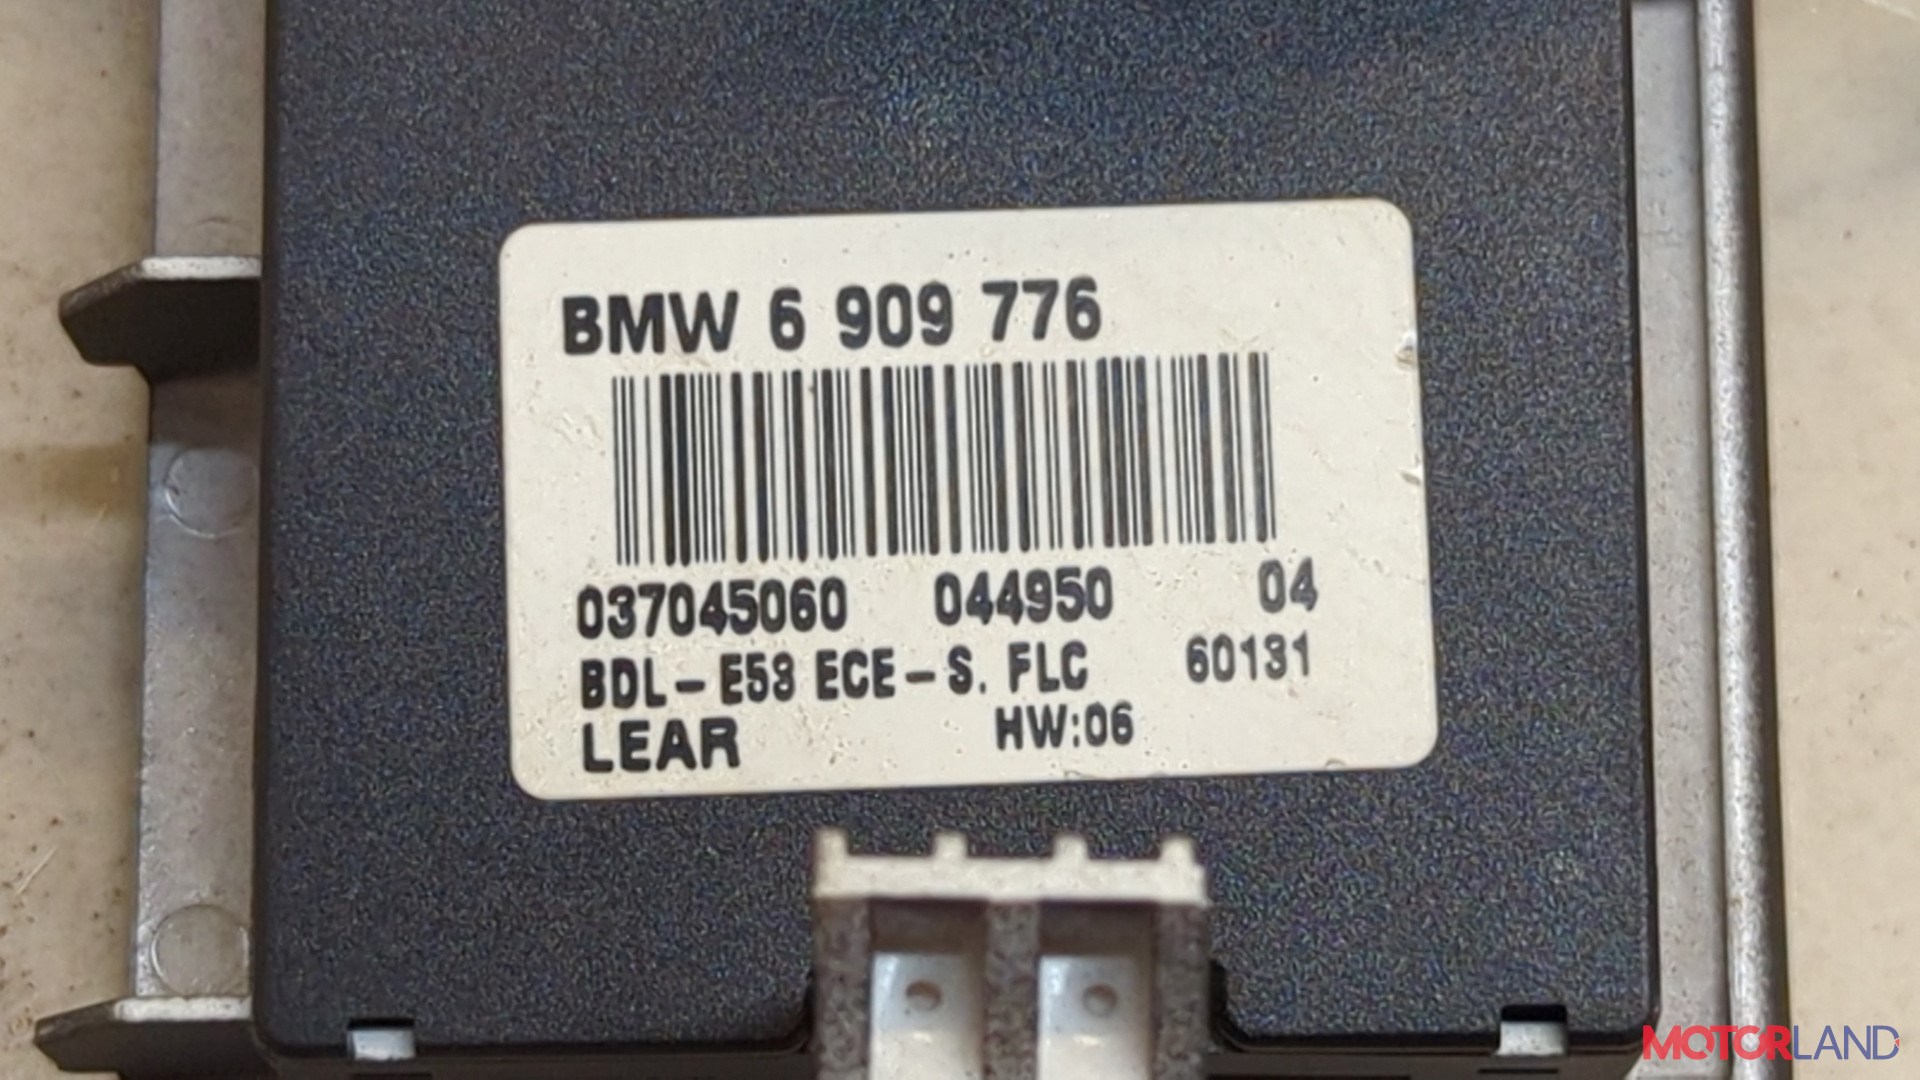 BMW 6 909 776
037045060 044950 04
BDL-E53 ECE-S. FLC 60131
LEAR HW:06
MOTORLAND